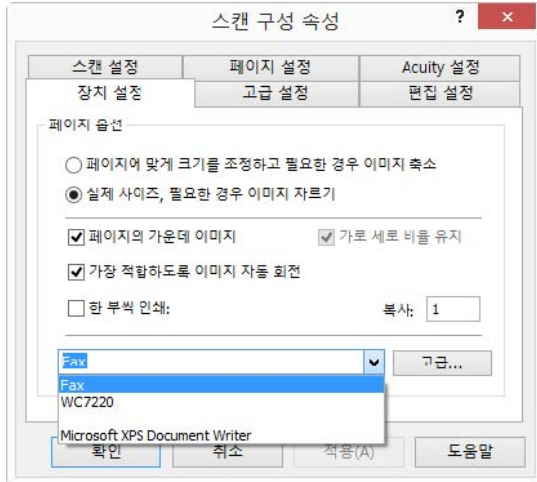 스캔 구성 속성
?
×
스캔 설정
페이지 설정
Acuity 설정
장치 설정
고급 설정
편집 설정
페이지 옵션
페이지에 맞게 크기를 조정하고 필요한 경우 이미지 축소
실제 사이즈, 필요한 경우 이미지 자르기
페이지의 가운데 이미지
가로 세로 비율 유지
가장 적합하도록 이미지 자동 회전
한 부씩 인쇄:
복사:
1
Fax
고급...
Fax
WC7220
Microsoft XPS Document Writer
확인
취소
적용(A)
도움말